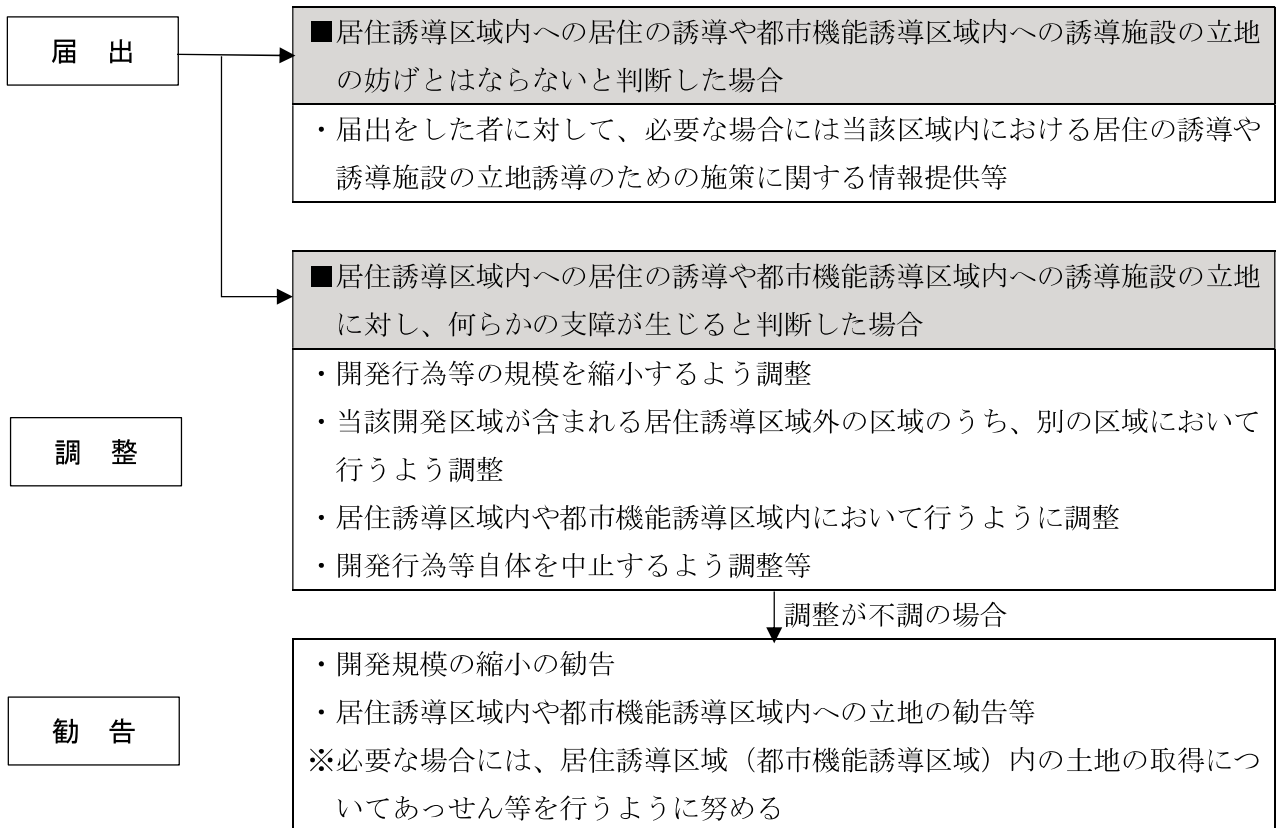 届　出
■居住誘導区域内への居住の誘導や都市機能誘導区域内への誘導施設の立地
の妨げとはならないと判断した場合
・届出をした者に対して、必要な場合には当該区域内における居住の誘導や
誘導施設の立地誘導のための施策に関する情報提供等
■居住誘導区域内への居住の誘導や都市機能誘導区域内への誘導施設の立地
に対し、何らかの支障が生じると判断した場合
調　整
・開発行為等の規模を縮小するよう調整
・当該開発区域が含まれる居住誘導区域外の区域のうち、別の区域において
行うよう調整
・居住誘導区域内や都市機能誘導区域内において行うように調整
・開発行為等自体を中止するよう調整等
調整が不調の場合
勧　告
・開発規模の縮小の勧告
・居住誘導区域内や都市機能誘導区域内への立地の勧告等
※必要な場合には、居住誘導区域（都市機能誘導区域）内の土地の取得につ
いてあっせん等を行うように努める